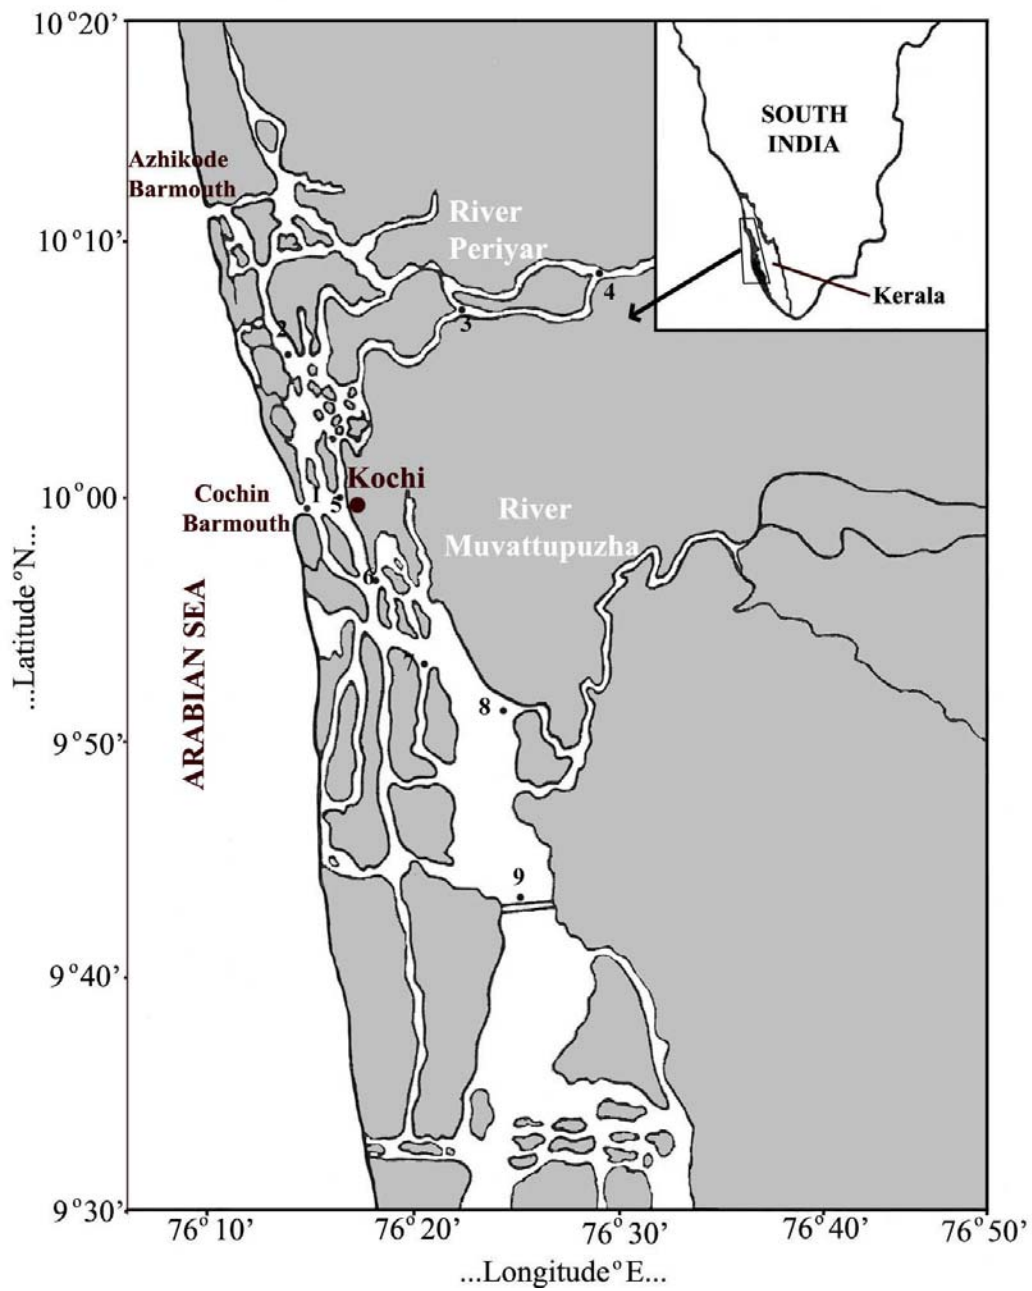 10°20’
SOUTH
INDIA
Azhikode
Barmouth
River
Periyar
10°10’
4
Kerala
3
2
Kochi
Cochin
Barmouth
1
5
10°00
River
Muvattupuzha
6
ARABIAN SEA
...Latitude°N...
7
8
9°50’
9
9°40’
9°30’
76°10’
76°20’
76°30’
76°40’
76°50’
...Longitude°E...